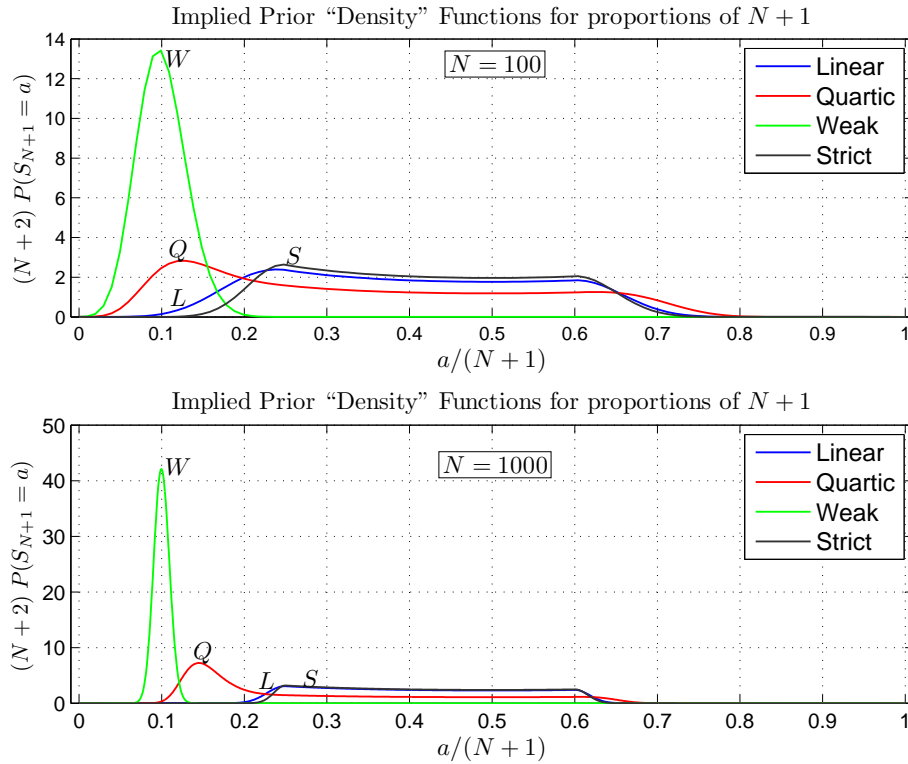 Implied Prior “Density” Functions for proportions of N + 1
14
12
10
8
6
4
2
0
(N + 2) P(S_{N+1} = a)
W
N = 100
Linear
Quartic
Weak
Strict
Q
S
L
0 0.1 0.2 0.3 0.4 0.5 0.6 0.7 0.8 0.9 1
a/(N + 1)
Implied Prior “Density” Functions for proportions of N + 1
50
40
30
20
10
0
(N + 2) P(S_{N+1} = a)
W
N = 1000
Linear
Quartic
Weak
Strict
Q
L S
0 0.1 0.2 0.3 0.4 0.5 0.6 0.7 0.8 0.9 1
a/(N + 1)